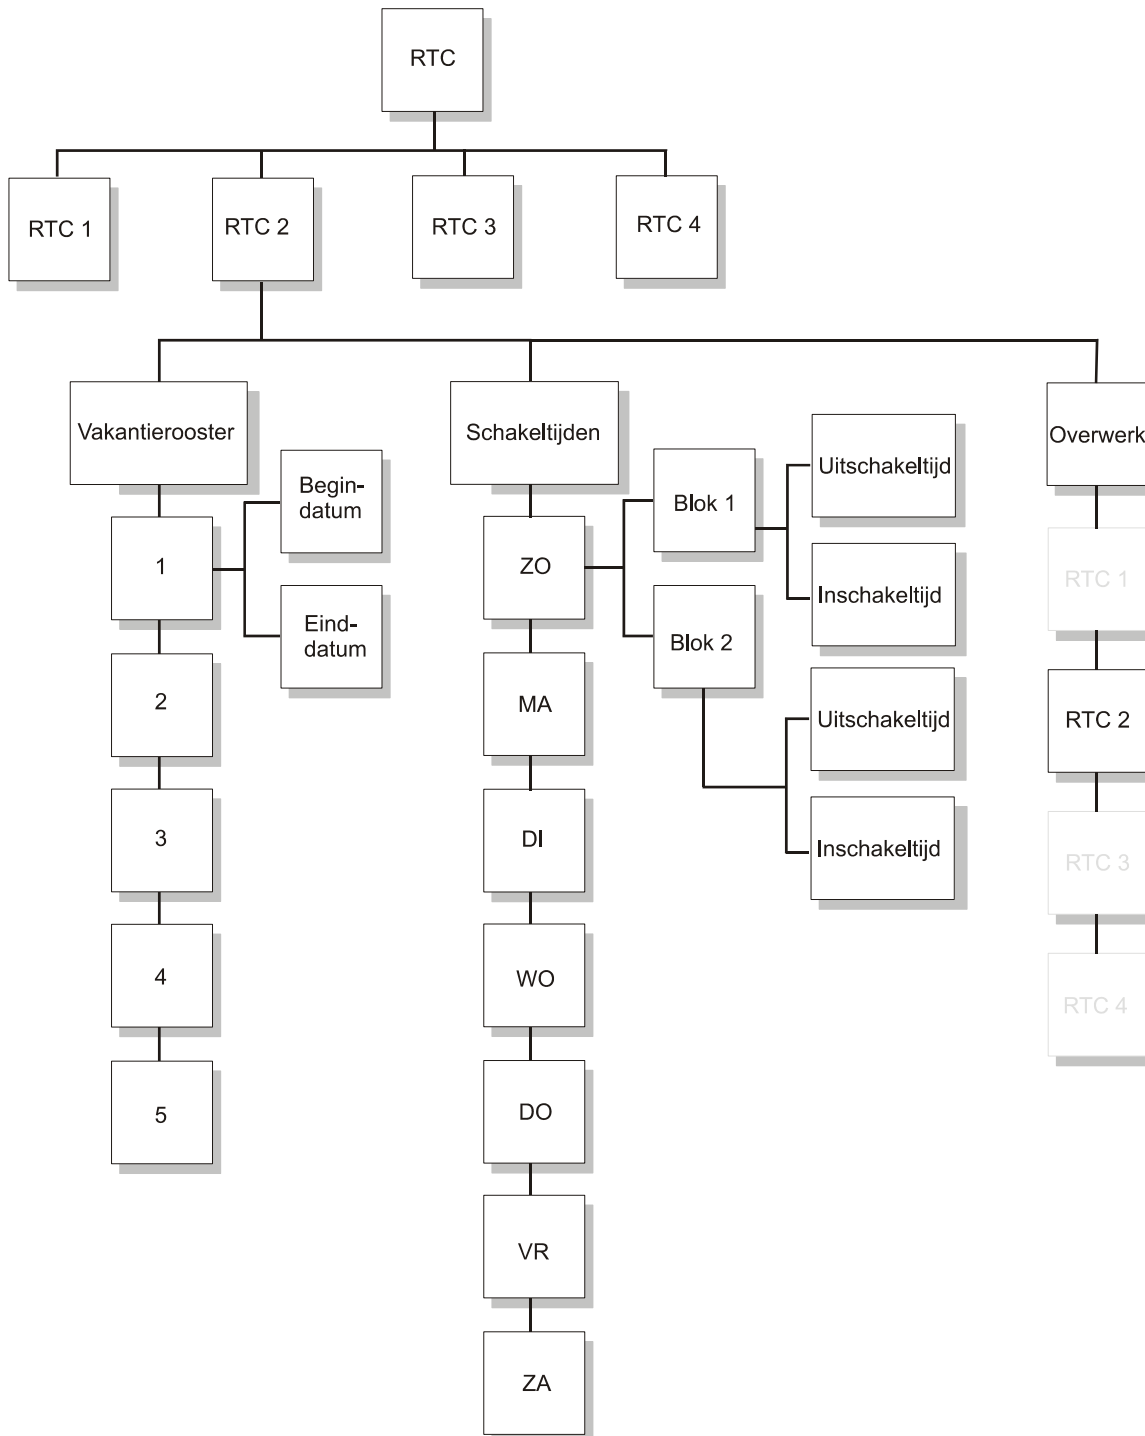 RTC
RTC 1
RTC 2
RTC 3
RTC 4
Vakantierooster
Schakeltijden
Overwerk
Begin-
datum
Eind-
datum
1
2
3
4
5
ZO
MA
DI
WO
DO
VR
ZA
Blok 1
Blok 2
Uitschakeltijd
Inschakeltijd
Uitschakeltijd
Inschakeltijd
RTC 1
RTC 2
RTC 3
RTC 4